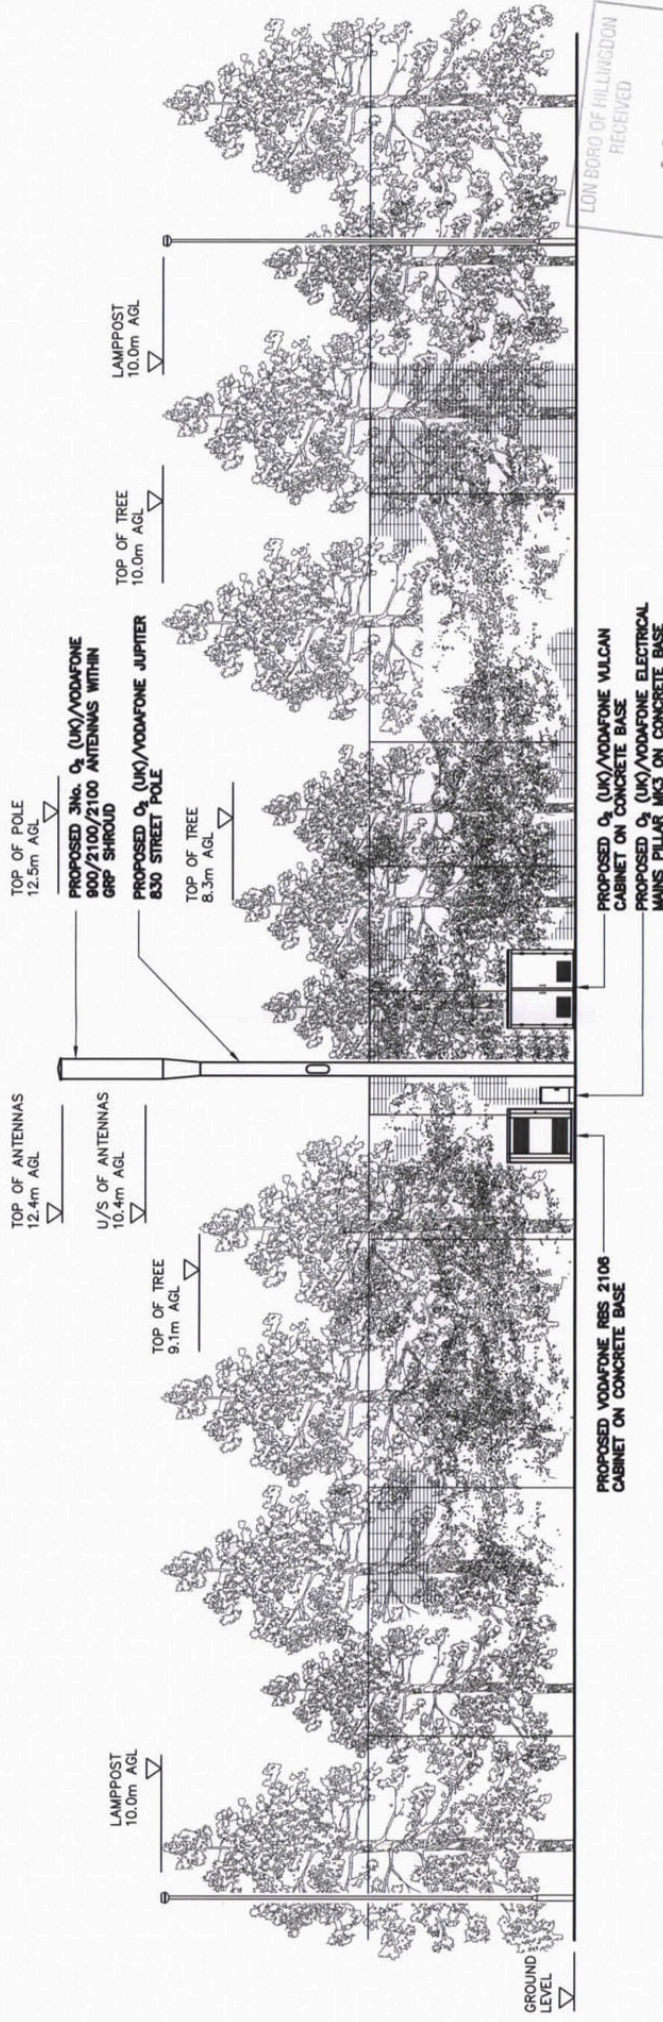 GROUND
LEVEL
LAMPPOST
10.0m AGL
TOP OF TREE
9.1m AGL
TOP OF ANTENNAS
12.4m AGL
U/S OF ANTENNAS
10.4m AGL
TOP OF POLE
12.5m AGL
PROPOSED 3No. O2 (UK)/VODAFONE
900/2100/2100 ANTENNAS WITHIN
GRP SHROUD
PROPOSED O2 (UK)/VODAFONE JUPITER
830 STREET POLE
TOP OF TREE
8.3m AGL
TOP OF TREE
10.0m AGL
LAMPPOST
10.0m AGL
PROPOSED VODAFONE RBS 2106
CABINET ON CONCRETE BASE
PROPOSED O2 (UK)/VODAFONE VULCAN
CABINET ON CONCRETE BASE
PROPOSED O2 (UK)/VODAFONE ELECTRICAL
MAINS PILLAR MK3 ON CONCRETE BASE
LON BORO OF HILLINGDON
RECEIVED